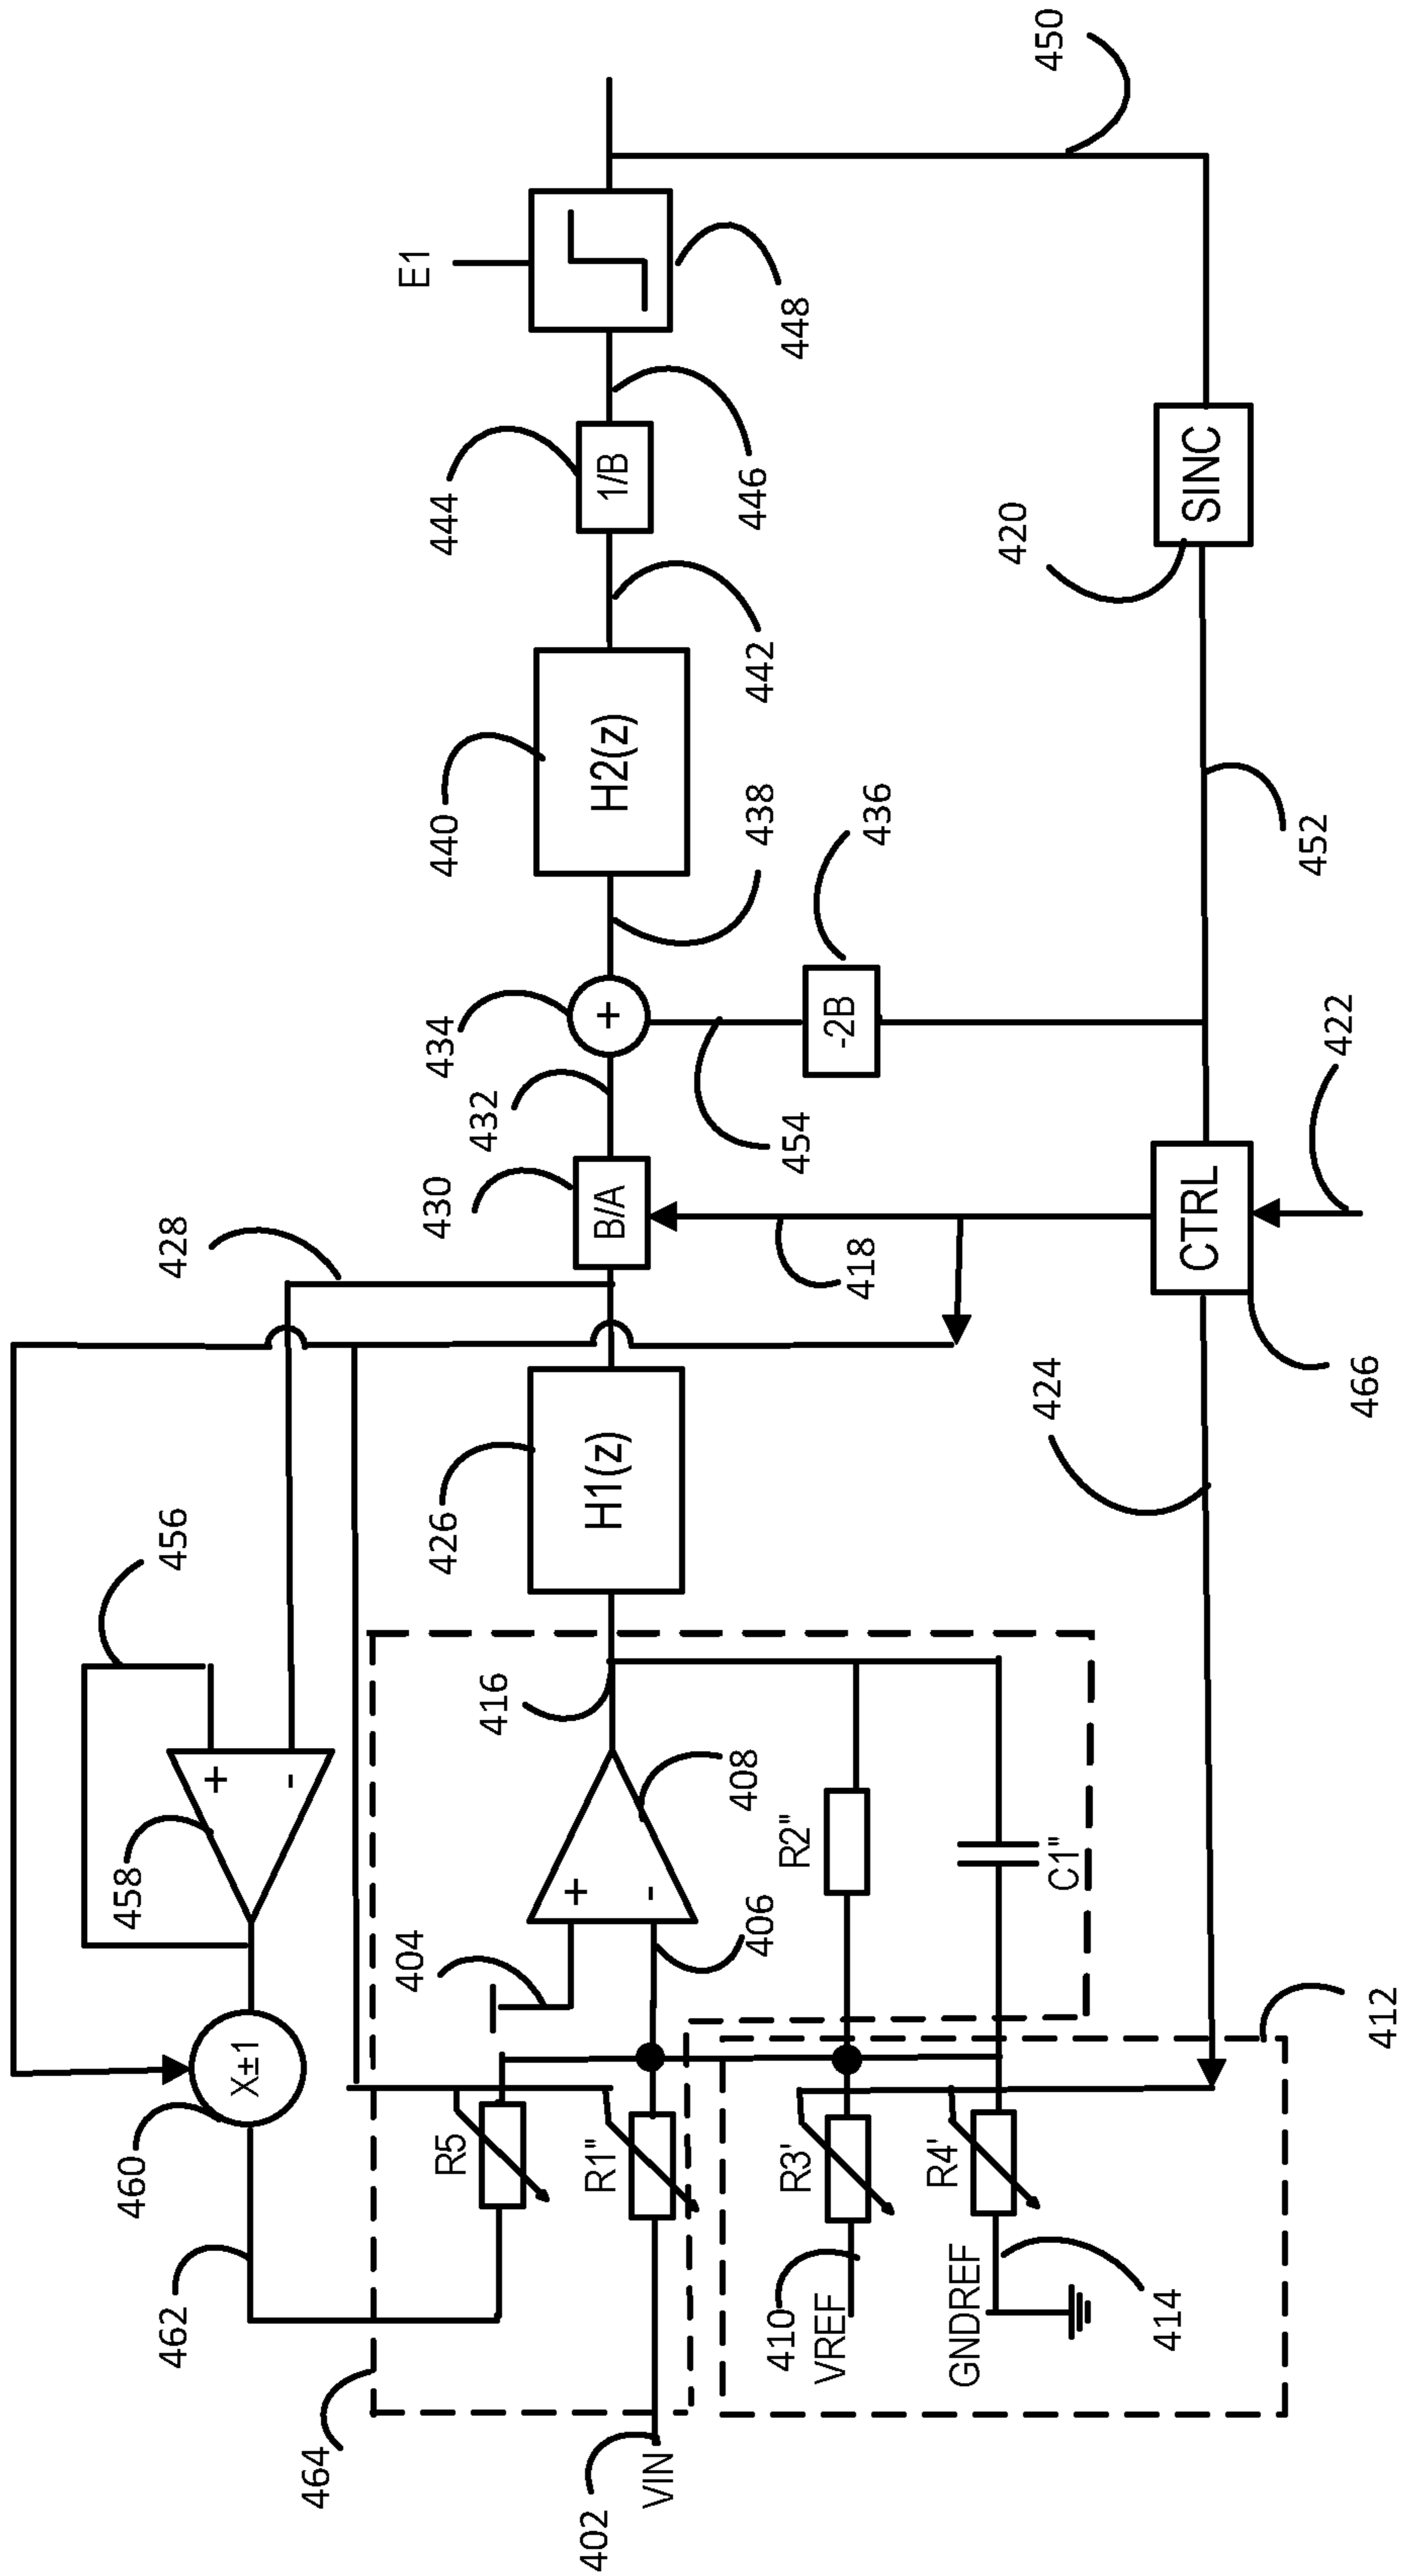 456
458
+
-
428
X±1
460
462
464
402
VIN
R5
R1"
404
+
-
406
408
416
R2"
C1"
R3'
R4'
410
VREF
GNDREF
414
412
426
H1(z)
430
B/A
432
434
+
438
440
H2(z)
442
444
1/B
446
E1
448
450
436
-2B
454
418
424
CTRL
422
466
452
420
SINC